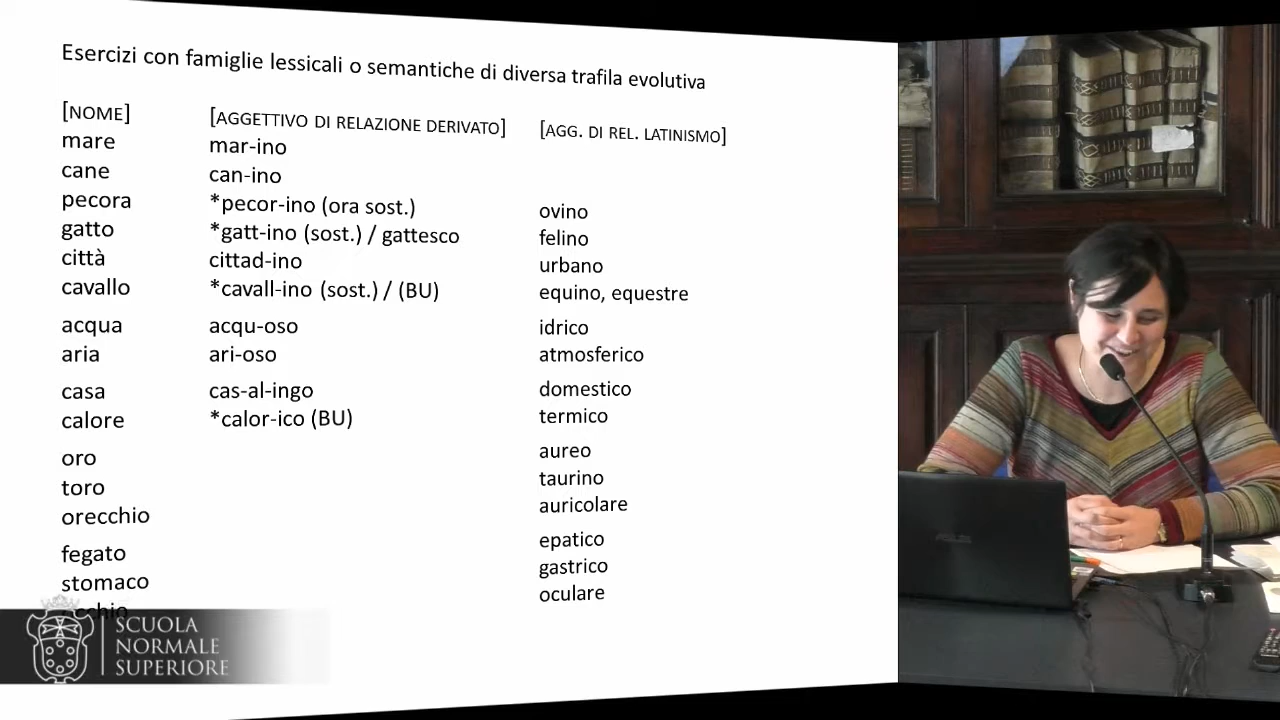 Esercizi con famiglie lessicali o semantiche di diversa trafila evolutiva
[NOME] [AGGETTIVO DI RELAZIONE DERIVATO] [AGG. DI REL. LATINISMO]
mare mar-ino
cane can-ino
pecora *pecor-ino (ora sost.) ovino
gatto *gatt-ino (sost.) / gattesco felino
città cittad-ino urbano
cavallo *cavall-ino (sost.) / (BU) equino, equestre
acqua acqu-oso idrico
aria ari-oso atmosferico
casa cas-al-ingo domestico
calore *calor-ico (BU) termico
oro aureo
toro taurino
orecchio auricolare
fegato epatico
stomaco gastrico
occhio oculare
SCUOLA
NORMALE
SUPERIORE